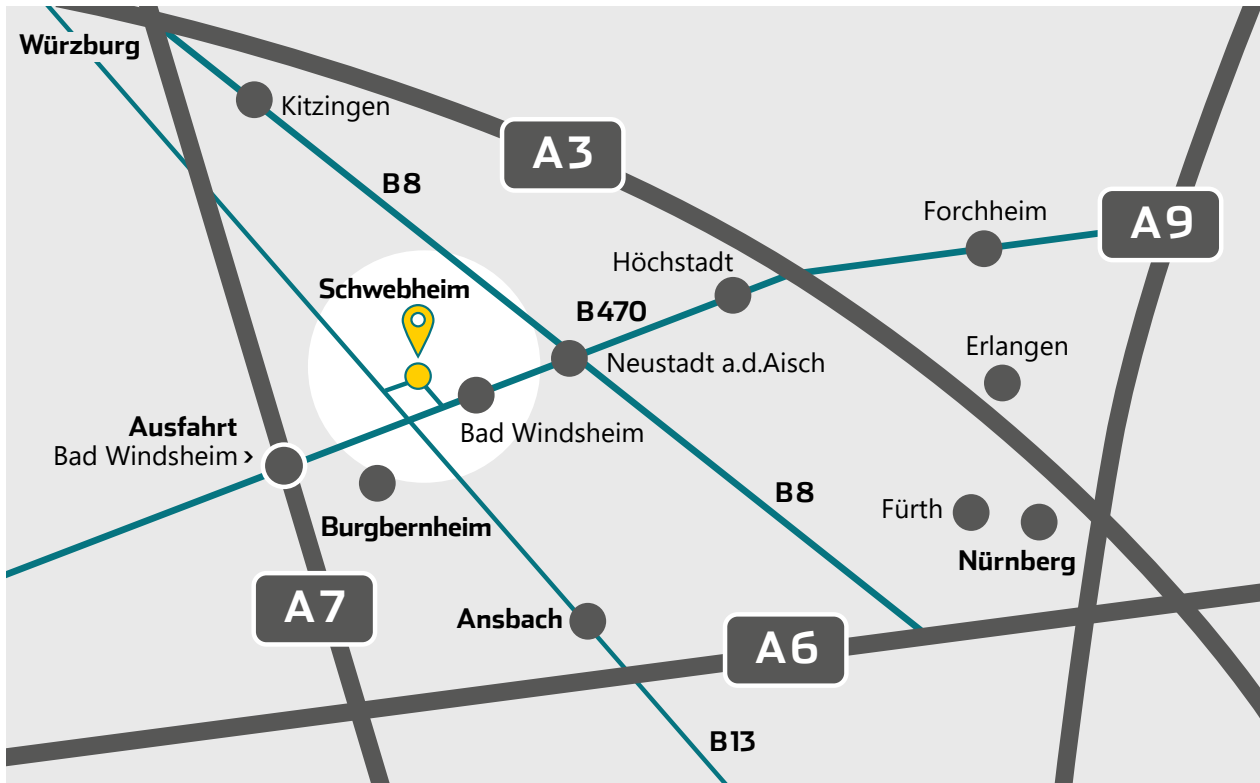 Würzburg
Kitzingen
A3
B8
Forchheim
A9
Höchstadt
Schwebheim
B470
Erlangen
Neustadt a.d.Aisch
Ausfahrt
Bad Windsheim ›
Bad Windsheim
B8
Fürth
Burgbernheim
Nürnberg
A7
Ansbach
A6
B13